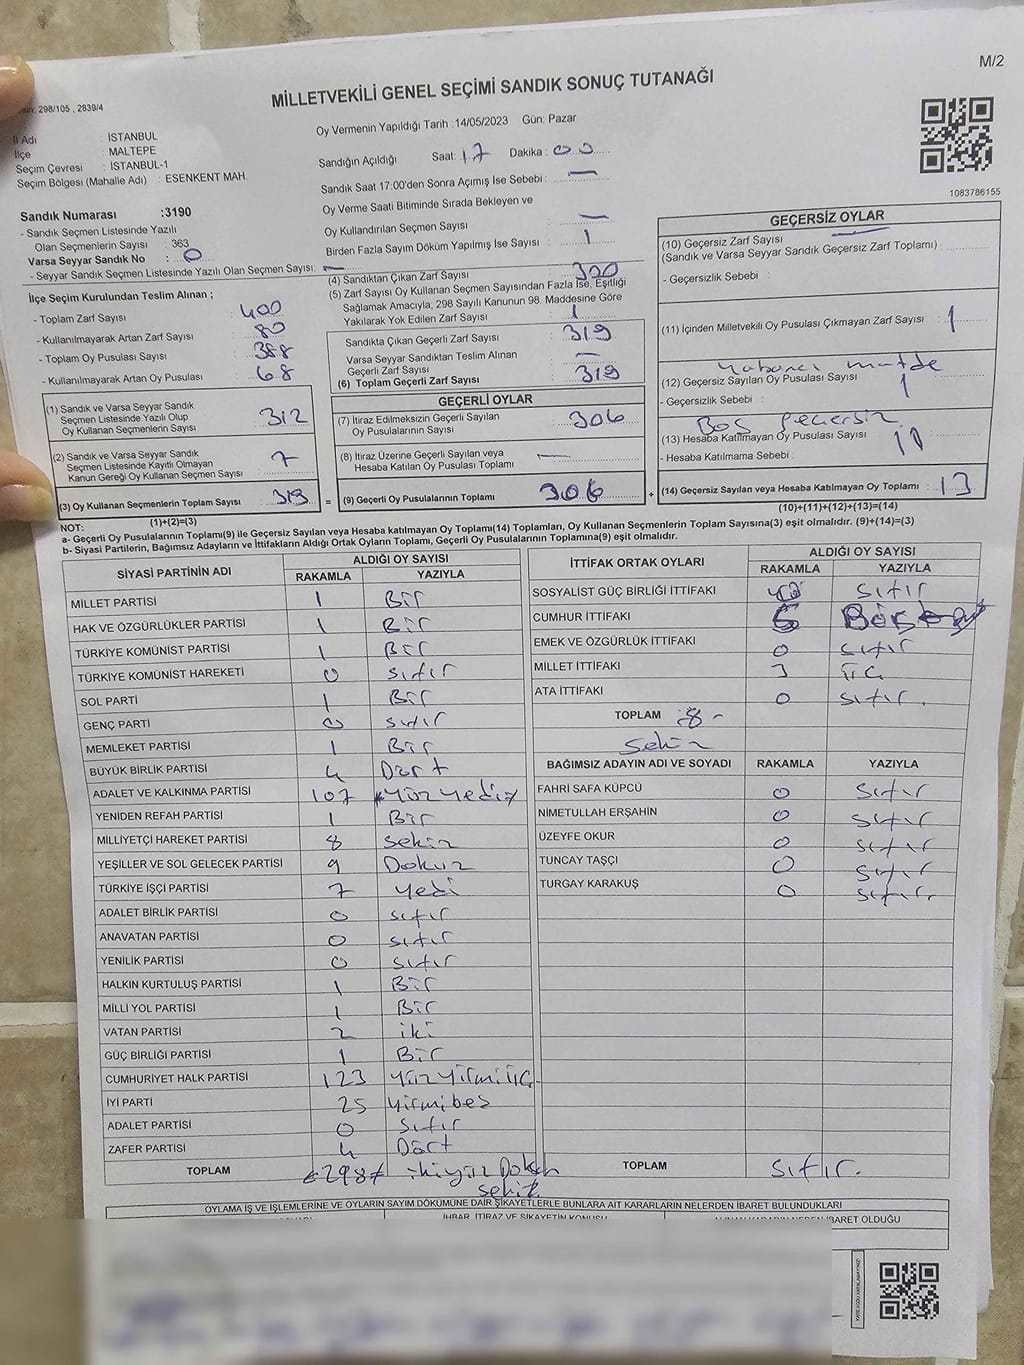 M/2
MİLLETVEKİLİ GENEL SEÇİMİ SANDIK SONUÇ TUTANAĞI
298/105 , 2839/4
İl Adı : İSTANBUL
İlçe : MALTEPE
Seçim Çevresi : İSTANBUL-1
Seçim Bölgesi (Mahalle Adı) : ESENKENT MAH.
Sandık Numarası :3190
- Sandık Seçmen Listesinde Yazılı
Olan Seçmenlerin Sayısı : 363
Varsa Seyyar Sandık No : 0
- Seyyar Sandık Seçmen Listesinde Yazılı Olan Seçmen Sayısı: —
Oy Vermenin Yapıldığı Tarih :14/05/2023 Gün: Pazar
Sandığın Açıldığı Saat: 17 Dakika : 00
Sandık Saat 17:00'den Sonra Açımış İse Sebebi : —
Oy Verme Saati Bitiminde Sırada Bekleyen ve
Oy Kullandırılan Seçmen Sayısı : —
Birden Fazla Sayım Döküm Yapılmış İse Sayısı : 1
1083786155
İlçe Seçim Kurulundan Teslim Alınan ;
- Toplam Zarf Sayısı : 400
- Kullanılmayarak Artan Zarf Sayısı : 80
- Toplam Oy Pusulası Sayısı : 388
- Kullanılmayarak Artan Oy Pusulası : 68
(1) Sandık ve Varsa Seyyar Sandık
Seçmen Listesinde Yazılı Olup
Oy Kullanan Seçmenlerin Sayısı : 312
(2) Sandık ve Varsa Seyyar Sandık
Seçmen Listesinde Kayıtlı Olmayan
Kanun Gereği Oy Kullanan Seçmen Sayısı : 7
(3) Oy Kullanan Seçmenlerin Toplam Sayısı : 319 =
(1)+(2)=(3)
(4) Sandıktan Çıkan Zarf Sayısı : 320
(5) Zarf Sayısı Oy Kullanan Seçmen Sayısından Fazla İse, Eşitliği
Sağlamak Amacıyla, 298 Sayılı Kanunun 98. Maddesine Göre
Yakılarak Yok Edilen Zarf Sayısı : 1
Sandıkta Çıkan Geçerli Zarf Sayısı : 319
Varsa Seyyar Sandıktan Teslim Alınan
Geçerli Zarf Sayısı : —
(6) Toplam Geçerli Zarf Sayısı : 319
GEÇERLİ OYLAR
(7) İtiraz Edilmeksizin Geçerli Sayılan
Oy Pusulalarının Sayısı : 306
(8) İtiraz Üzerine Geçerli Sayılan veya
Hesaba Katılan Oy Pusulası Toplamı : —
(9) Geçerli Oy Pusulalarının Toplamı : 306 +
GEÇERSİZ OYLAR
(10) Geçersiz Zarf Sayısı : —
(Sandık ve Varsa Sandık Geçersiz Zarf Toplamı) :
- Geçersizlik Sebebi :
(11) İçinden Milletvekili Oy Pusulası Çıkmayan Zarf Sayısı : 1
Yabancı madde
(12) Geçersiz Sayılan Oy Pusulası Sayısı : 1
- Geçersizlik Sebebi :
Boş geçersiz
(13) Hesaba Katılmayan Oy Pusulası Sayısı : 11
- Hesaba Katılmama Sebebi :
(14) Geçersiz Sayılan veya Hesaba Katılmayan Oy Toplamı : 13
(10)+(11)+(12)+(13)=(14)
NOT:
a- Geçerli Oy Pusulalarının Toplamı(9) ile Geçersiz Sayılan veya Hesaba katılmayan Oy Toplamı(14) Toplamları, Oy Kullanan Seçmenlerin Toplam Sayısına(3) eşit olmalıdır. (9)+(14)=(3)
b- Siyasi Partilerin, Bağımsız Adayların ve İttifakların Aldığı Ortak Oyların Toplamı, Geçerli Oy Pusulalarının Toplamına(9) eşit olmalıdır.
SİYASİ PARTİNİN ADI ALDIĞI OY SAYISI
RAKAMLA YAZIYLA
MİLLET PARTİSİ 1 Bir
HAK VE ÖZGÜRLÜKLER PARTİSİ 1 Bir
TÜRKİYE KOMÜNİST PARTİSİ 1 Bir
TÜRKİYE KOMÜNİST HAREKETİ 0 sıfır
SOL PARTİ 1 Bir
GENÇ PARTİ 0 sıfır
MEMLEKET PARTİSİ 1 Bir
BÜYÜK BİRLİK PARTİSİ 4 Dört
ADALET VE KALKINMA PARTİSİ 107 Yüz Yedi
YENİDEN REFAH PARTİSİ 1 Bir
MİLLİYETÇİ HAREKET PARTİSİ 8 sekiz
YEŞİLLER VE SOL GELECEK PARTİSİ 9 Dokuz
TÜRKİYE İŞÇİ PARTİSİ 7 yedi
ADALET BİRLİK PARTİSİ 0 sıfır
ANAVATAN PARTİSİ 0 sıfır
YENİLİK PARTİSİ 0 sıfır
HALKIN KURTULUŞ PARTİSİ 1 Bir
MİLLİ YOL PARTİSİ 1 Bir
VATAN PARTİSİ 2 iki
GÜÇ BİRLİĞİ PARTİSİ 1 Bir
CUMHURİYET HALK PARTİSİ 123 Yüz Yirmi üç
İYİ PARTİ 25 Yirmibeş
ADALET PARTİSİ 0 sıfır
ZAFER PARTİSİ 4 Dört
TOPLAM 298 ikiyüz Doksan
sekiz
İTTİFAK ORTAK OYLARI ALDIĞI OY SAYISI
RAKAMLA YAZIYLA
SOSYALİST GÜÇ BİRLİĞİ İTTİFAKI sıfır
CUMHUR İTTİFAKI
EMEK VE ÖZGÜRLÜK İTTİFAKI 0 sıfır
MİLLET İTTİFAKI 3 üç
ATA İTTİFAKI 0 sıfır.
TOPLAM 8 -
Sekiz
BAĞIMSIZ ADAYIN ADI VE SOYADI RAKAMLA YAZIYLA
FAHRİ SAFA KÜPCÜ 0 sıfır
NİMETULLAH ERŞAHİN 0 sıfır
ÜZEYFE OKUR 0 sıfır
TUNCAY TAŞÇI 0 sıfır
TURGAY KARAKUŞ 0 sıfır.
TOPLAM sıfır.
OYLAMA İŞ VE İŞLEMLERİNE VE OYLARIN SAYIM DÖKÜMÜNE DAİR ŞİKAYETLERLE BUNLARA AİT KARARLARIN NELERDEN İBARET BULUNDUKLARI
İHBAR, İTİRAZ VE ŞİKAYETİN KONUSU
İBARET OLDUĞU